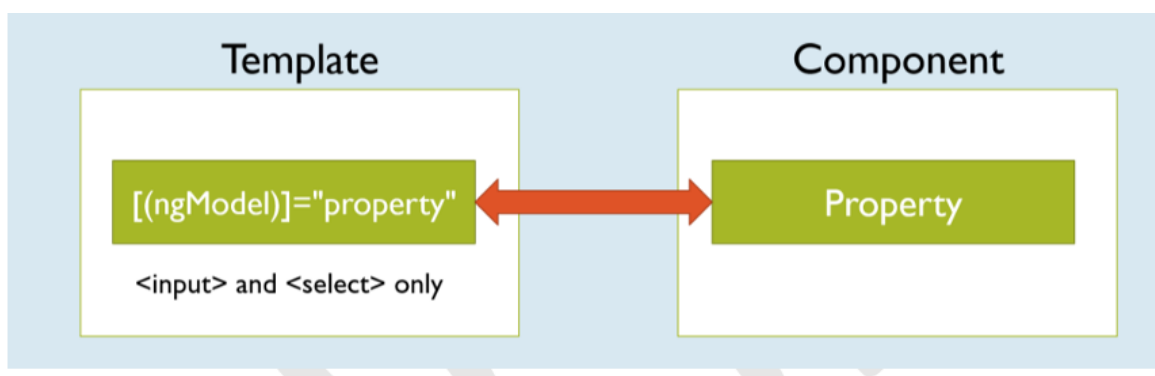 Template
Component
[(ngModel)]="property"
Property
<input> and <select> only